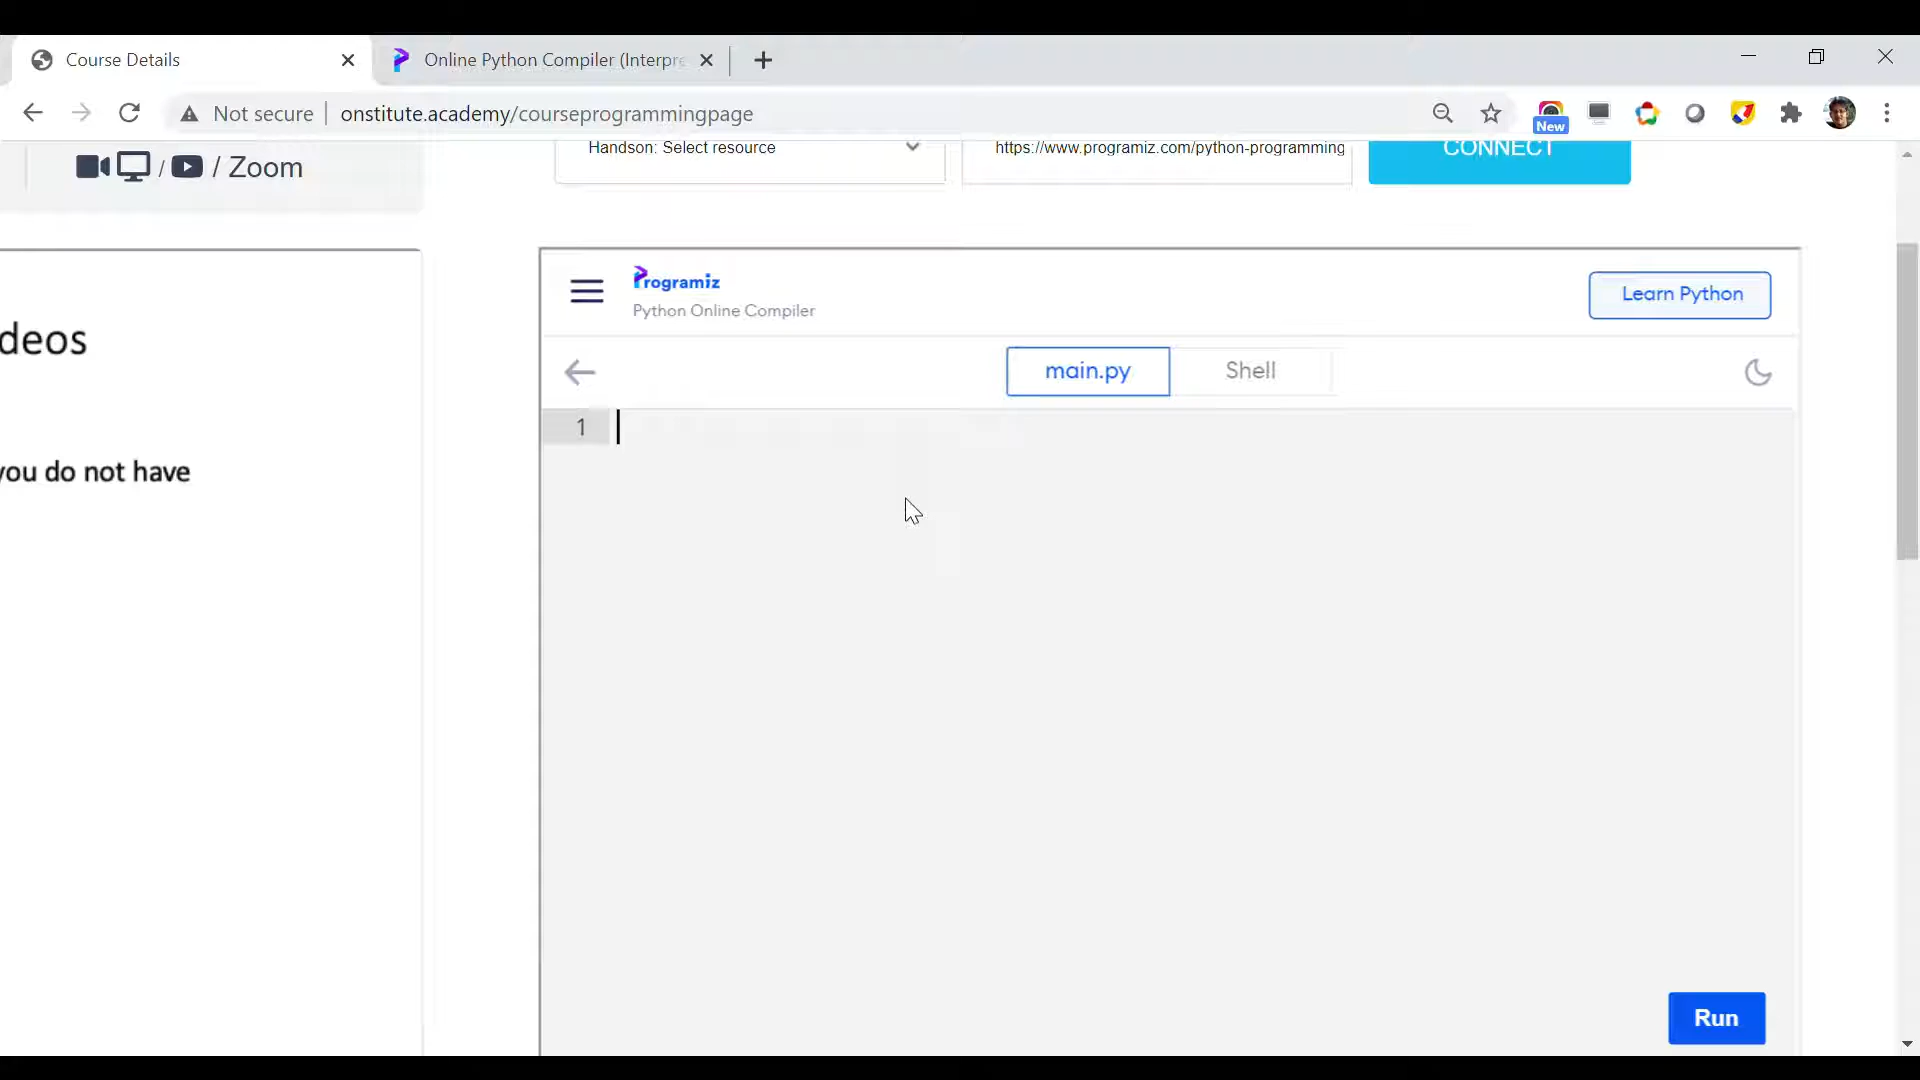 Course Details
Online Python Compiler (Interpre
Not secure
onstitute.academy/courseprogrammingpage
New
/ / Zoom
Handson: Select resource
https://www.programiz.com/python-programming
CONNECT
Programiz
Python Online Compiler
Learn Python
deos
main.py
Shell
1
you do not have
Run